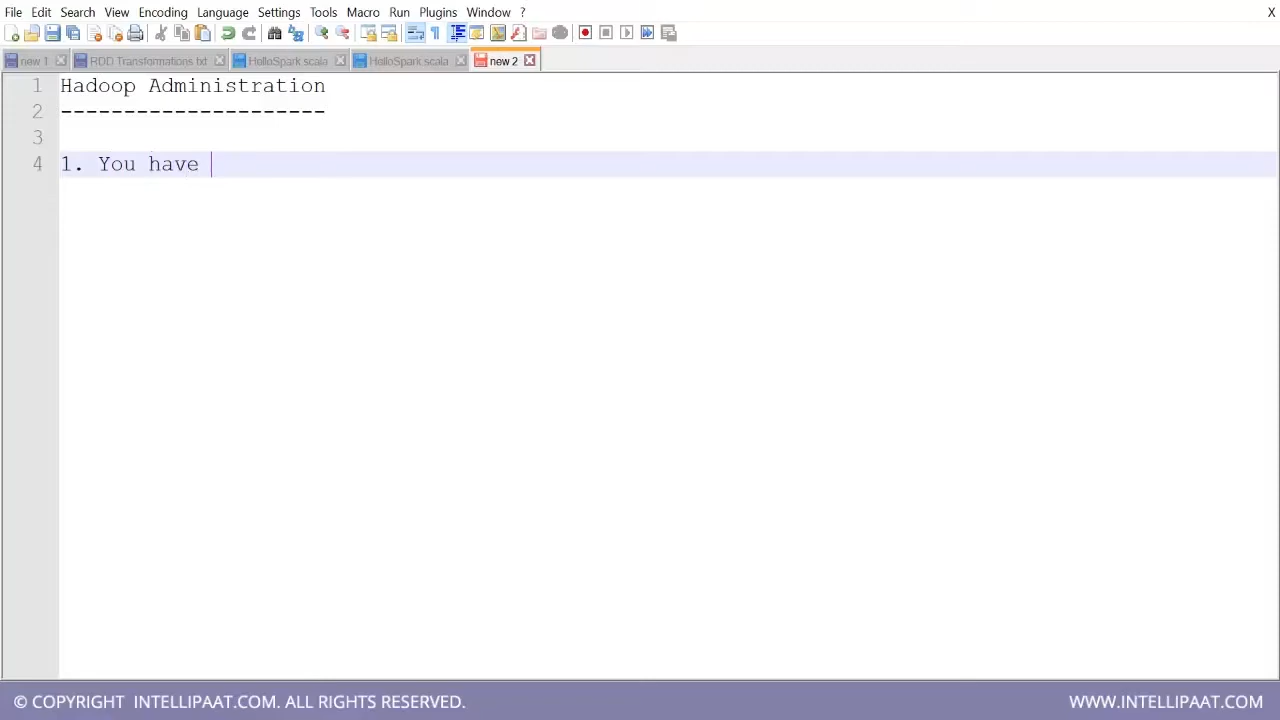 File Edit Search View Encoding Language Settings Tools Macro Run Plugins Window ? X
new 1 RDD Transformations.txt HelloSpark.scala HelloSpark.scala new 2
1 Hadoop Administration
2 ---------------------
3
4 1. You have
© COPYRIGHT INTELLIPAAT.COM. ALL RIGHTS RESERVED. WWW.INTELLIPAAT.COM